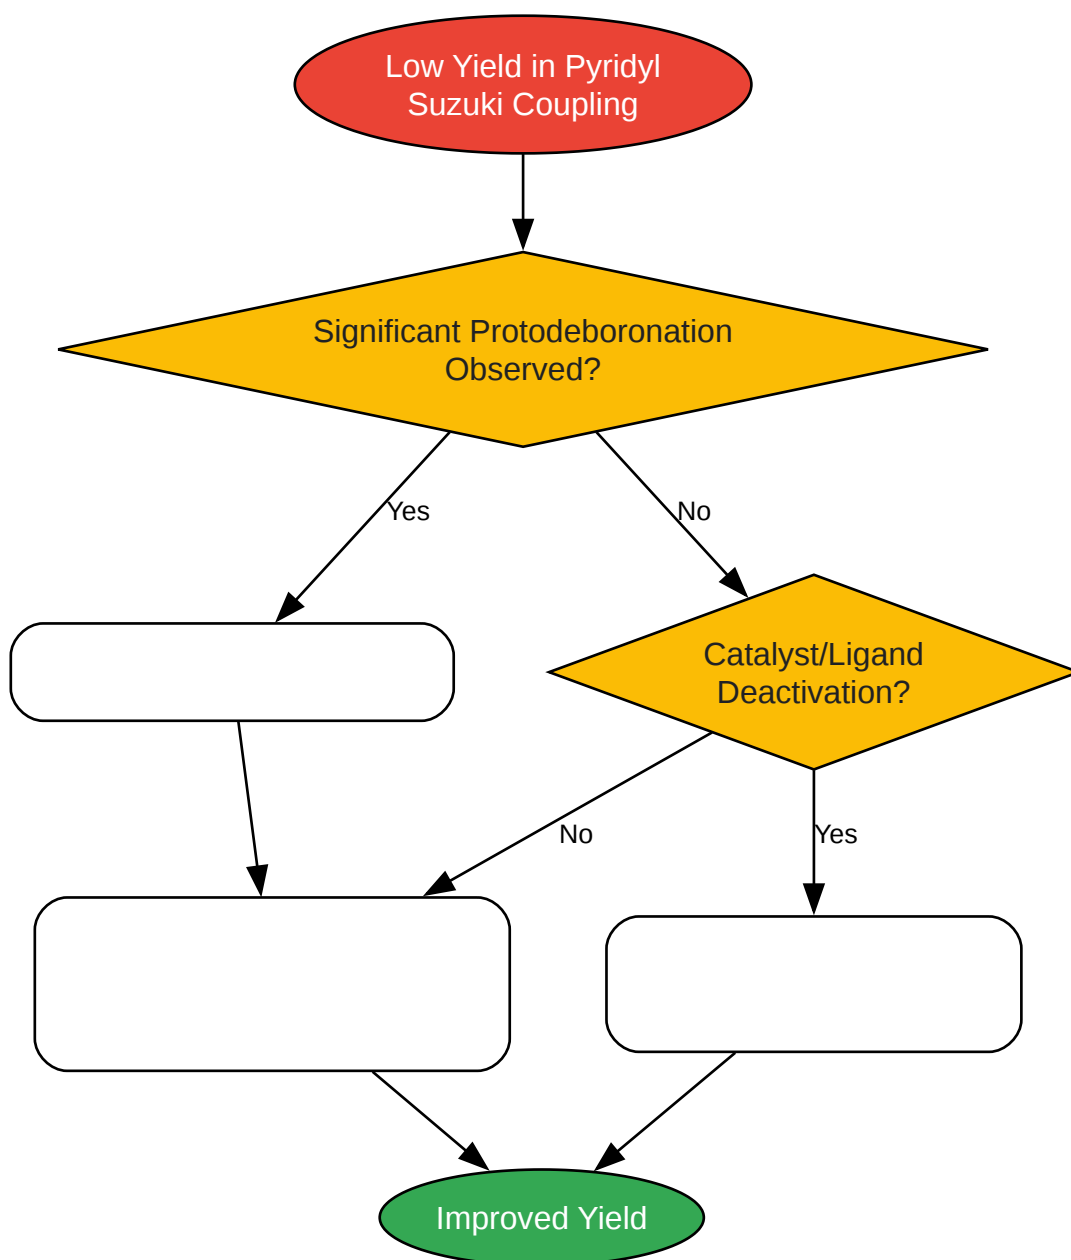 Low Yield in Pyridyl
Suzuki Coupling
Significant Protodeboronation
Observed?
Yes
No
Catalyst/Ligand
Deactivation?
No
Yes
Improved Yield